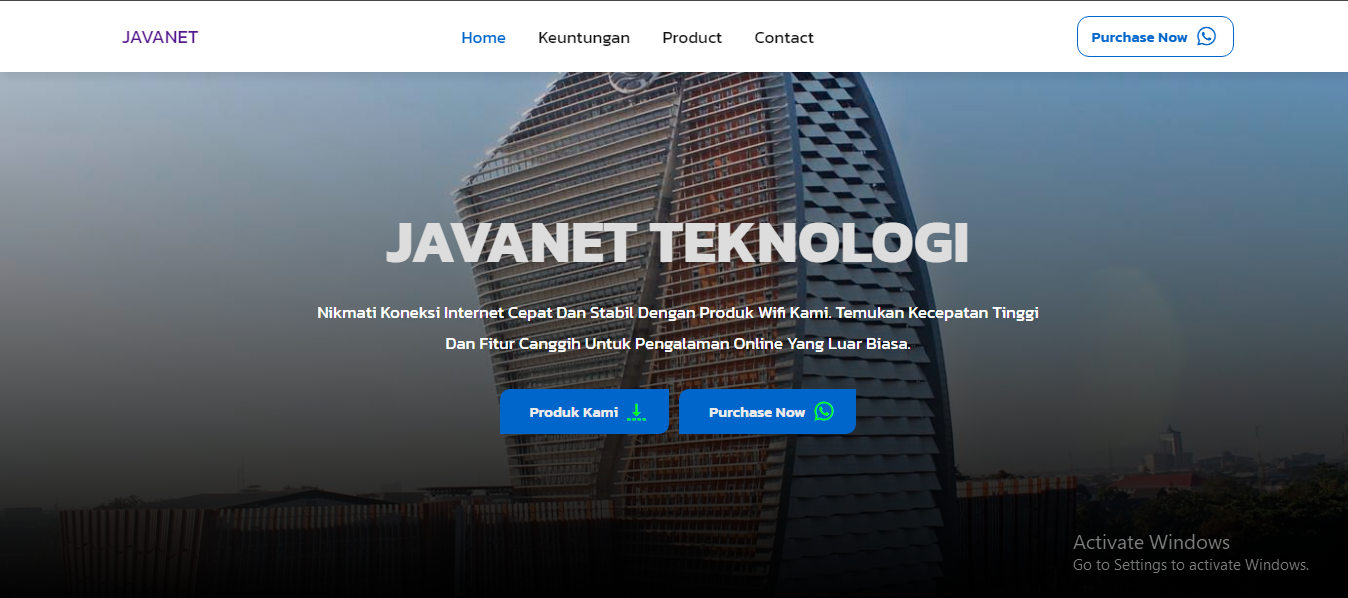 JAVANET
Home
Keuntungan
Product
Contact
Purchase Now
JAVANET TEKNOLOGI
Nikmati Koneksi Internet Cepat Dan Stabil Dengan Produk Wifi Kami. Temukan Kecepatan Tinggi
Dan Fitur Canggih Untuk Pengalaman Online Yang Luar Biasa.
Produk Kami
Purchase Now
Activate Windows
Go to Settings to activate Windows.